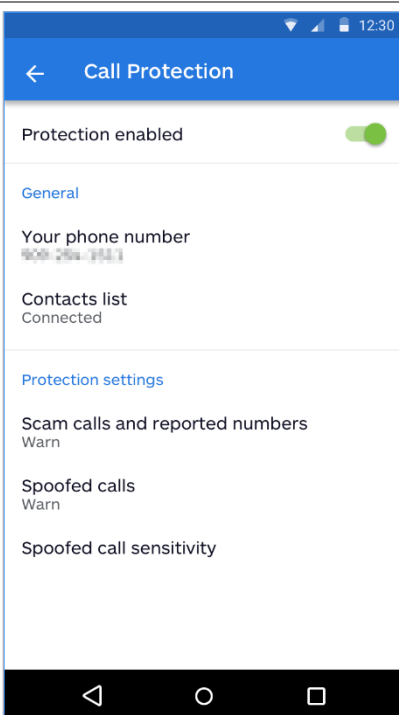 12:30
Call Protection
Protection enabled
General
Your phone number
Contacts list
Connected
Protection settings
Scam calls and reported numbers
Warn
Spoofed calls
Warn
Spoofed call sensitivity